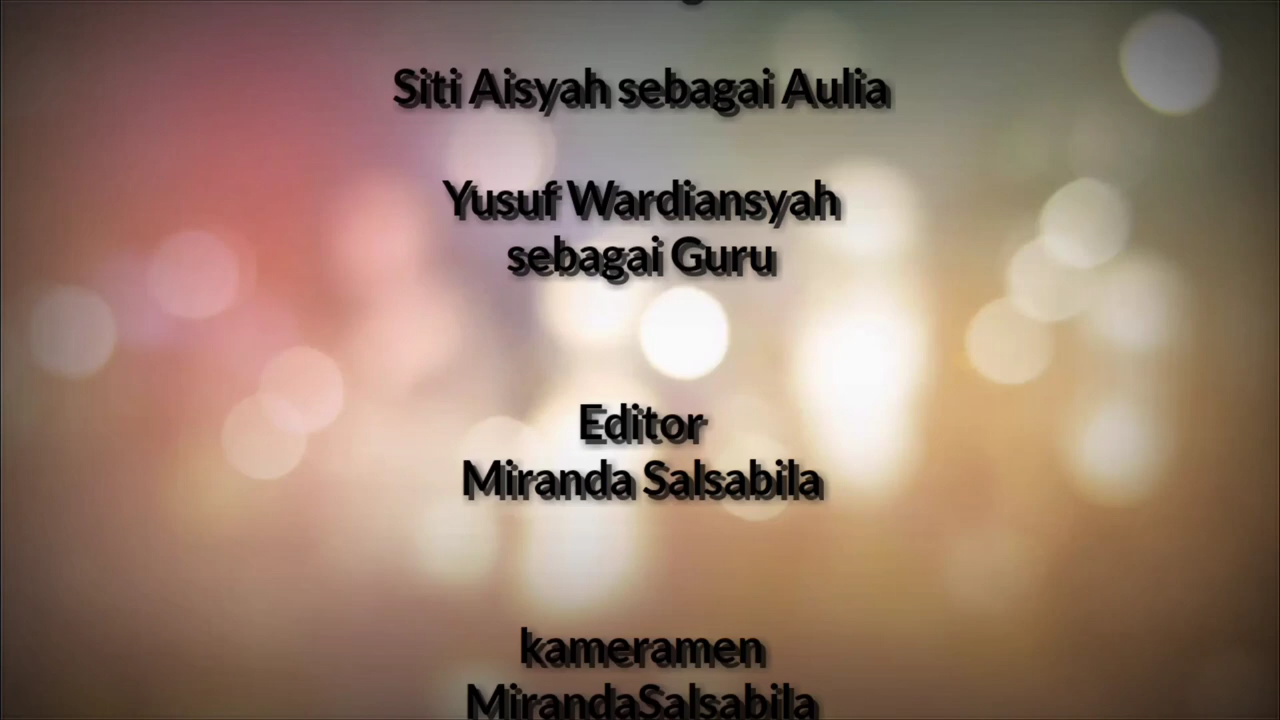 Siti Aisyah sebagai Aulia
Yusuf Wardiansyah
sebagai Guru
Editor
Miranda Salsabila
kameramen
MirandaSalsabila